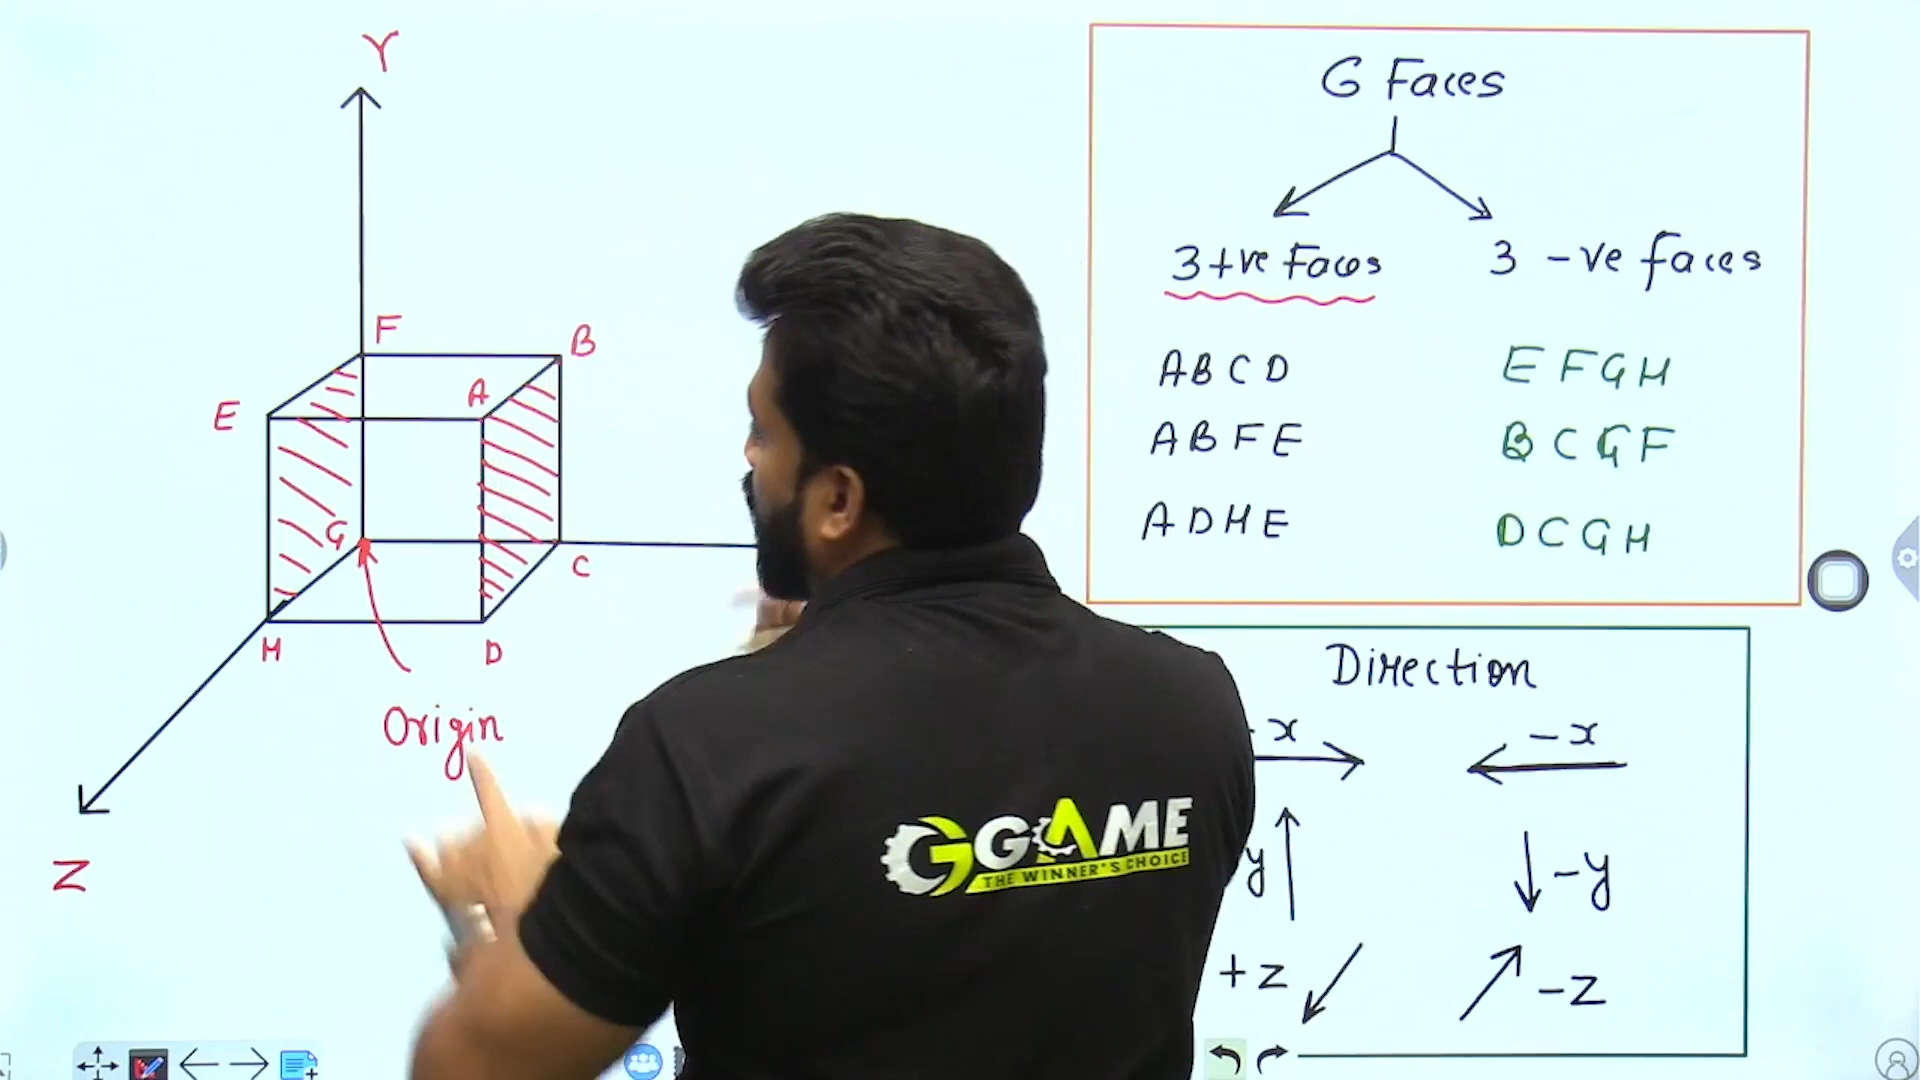 Y
F
B
E
A
G
C
H
D
Origin
Z
6 Faces
3 +ve Faces 3 -ve faces
ABCD EFGH
ABFE BCGF
ADHE DCGH
Direction
x -x
y -y
+z -z
GGAME
THE WINNER'S CHOICE